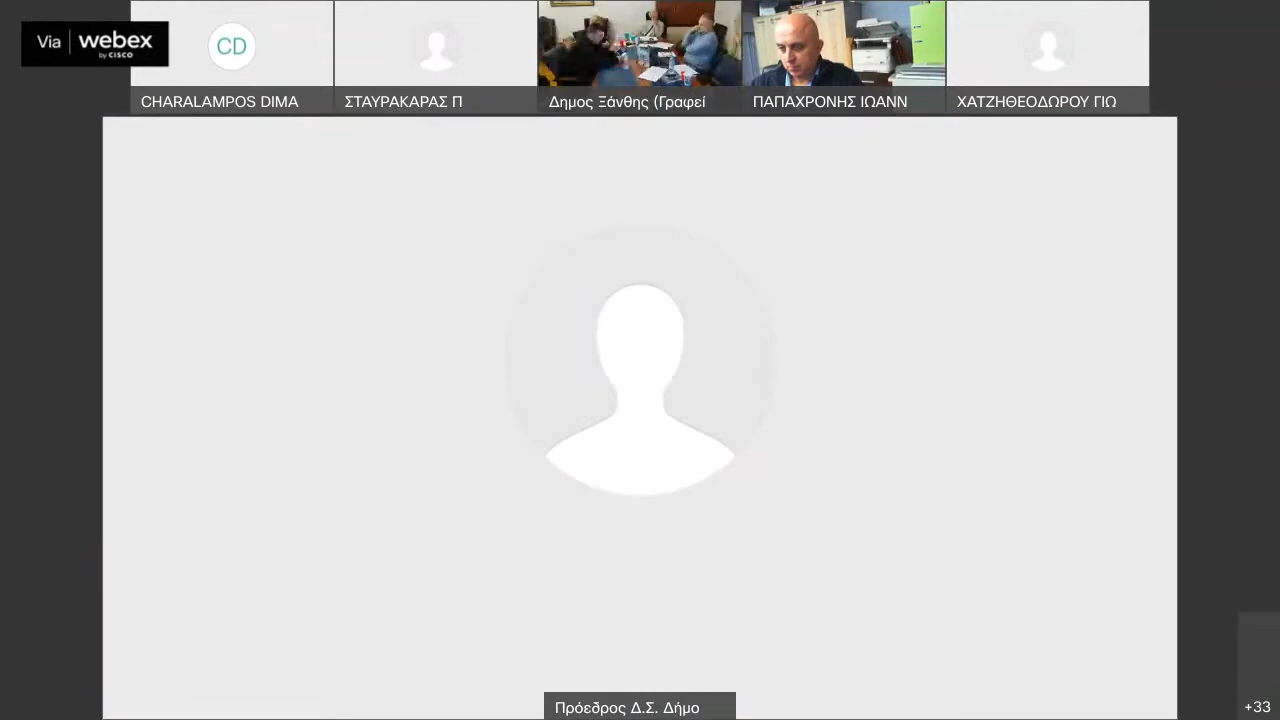 Via webex
by CISCO
CD
CHARALAMPOS DIMA
ΣΤΑΥΡΑΚΑΡΑΣ Π
Δημος Ξάνθης (Γραφεί
ΠΑΠΑΧΡΟΝΗΣ ΙΩΑΝΝ
ΧΑΤΖΗΘΕΟΔΩΡΟΥ ΓΙΩ
Πρόεδρος Δ.Σ. Δήμο
+33